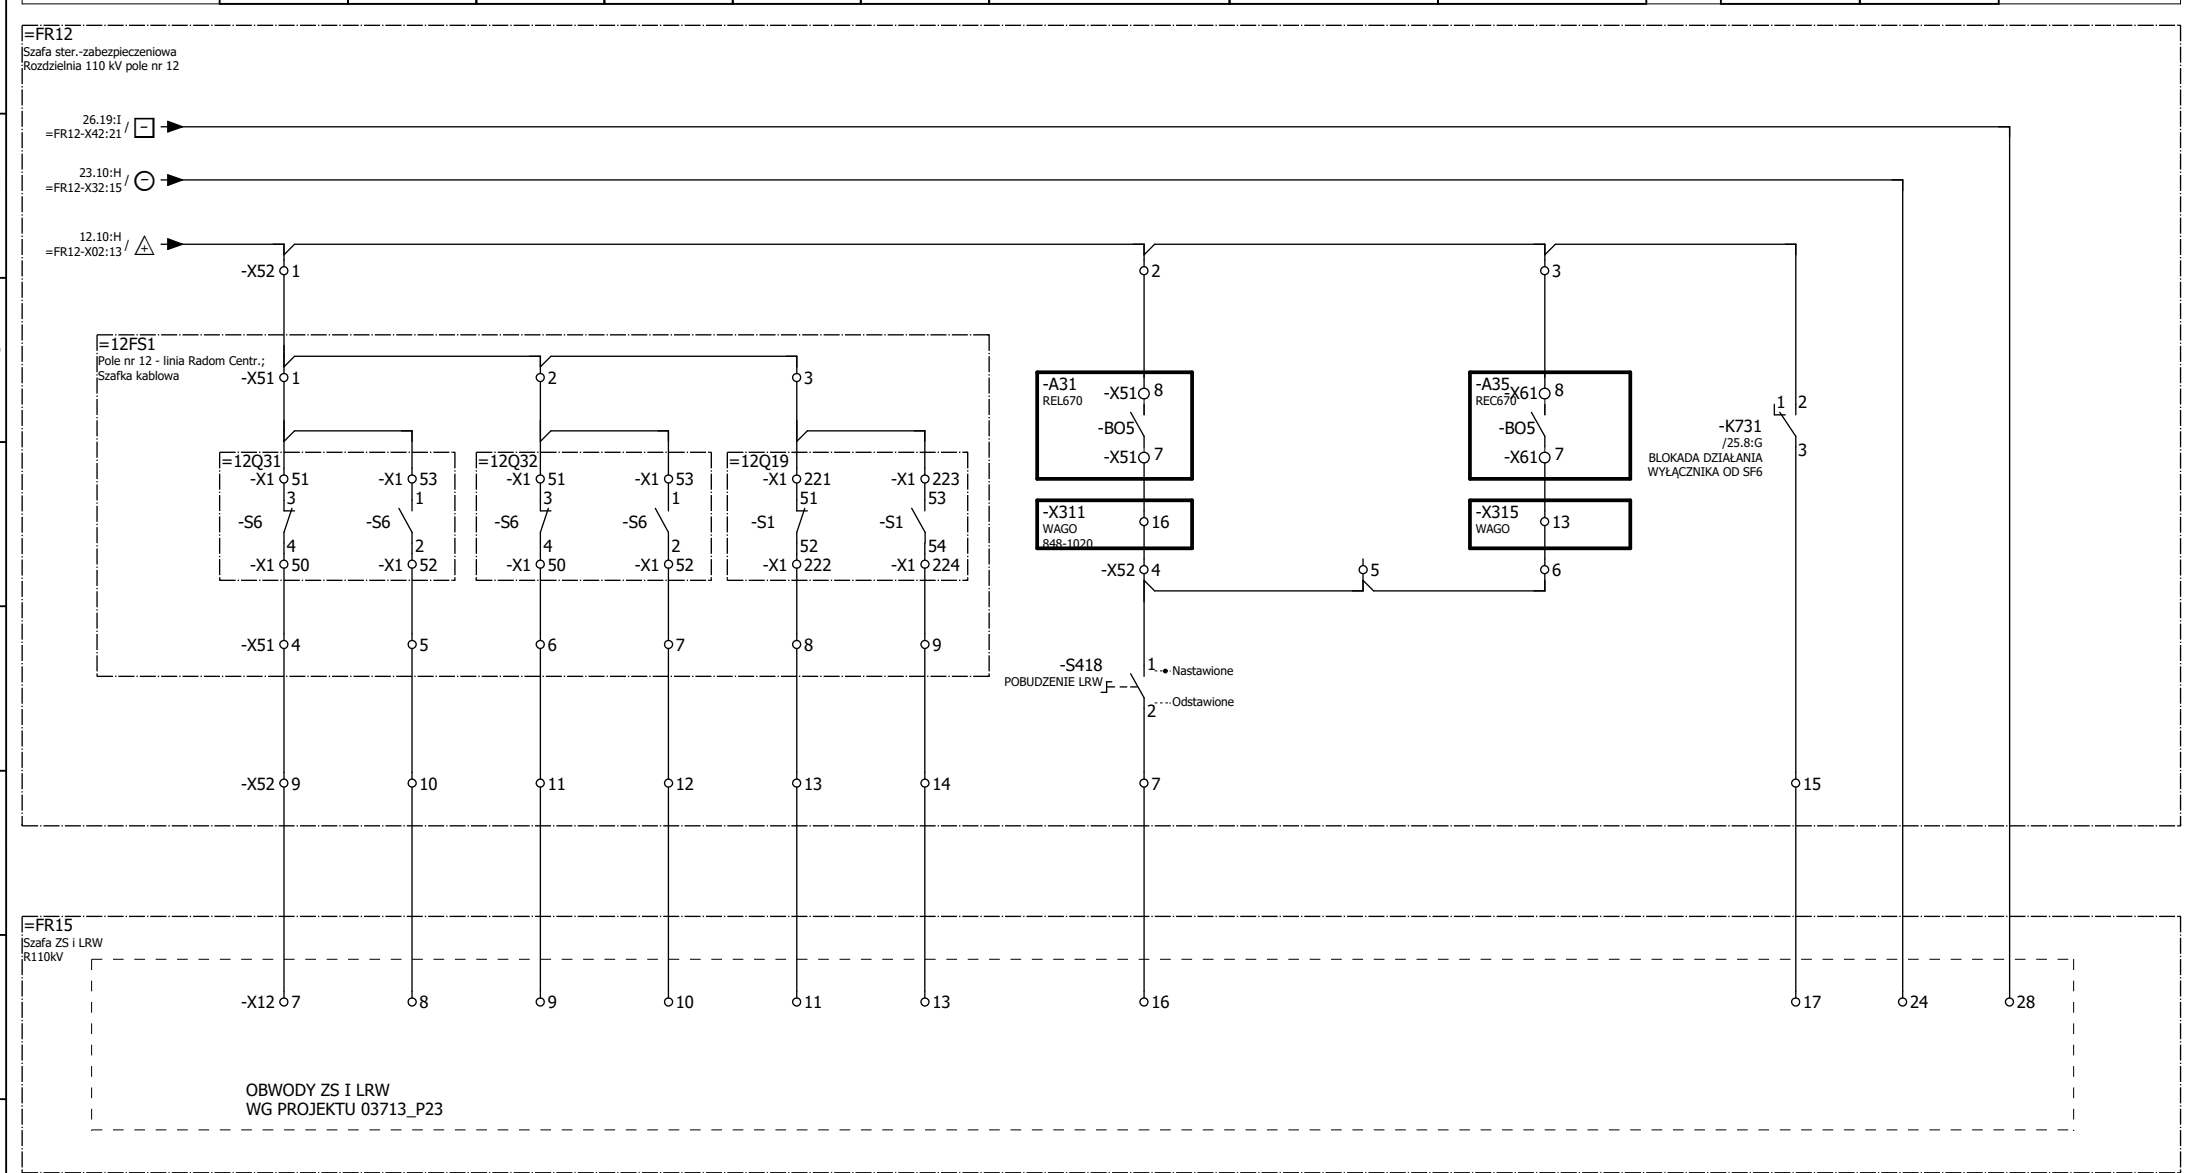 =FR12
Szafa ster.-zabezpieczeniowa
Rozdzielnia 110 kV pole nr 12
26.19:I
=FR12-X42:21 / −
23.10:H
=FR12-X32:15 / −
12.10:H
=FR12-X02:13 / +
-X52 1 2 3
=12FS1
Pole nr 12 - linia Radom Centr.;
Szafka kablowa
-X51 1 2 3
-A31
REL670
-X51 8
-BO5
-X51 7
-A35
REC670
-X61 8
-BO5
-X61 7
1 2
-K731
/25.8:G
BLOKADA DZIAŁANIA
WYŁĄCZNIKA OD SF6
3
=12Q31 =12Q32 =12Q19
-X1 51 -X1 53 -X1 51 -X1 53 -X1 221 -X1 223
3 1 3 1 51 53
-S6 -S6 -S6 -S6 -S1 -S1
4 2 4 2 52 54
-X1 50 -X1 52 -X1 50 -X1 52 -X1 222 -X1 224
-X311
WAGO
848-1020
16
-X315
WAGO
13
-X52 4 5 6
-X51 4 5 6 7 8 9
-S418
POBUDZENIE LRW
1 Nastawione
Odstawione
2
-X52 9 10 11 12 13 14 7 15
=FR15
Szafa ZS i LRW
R110kV
-X12 7 8 9 10 11 13 16 17 24 28
OBWODY ZS I LRW
WG PROJEKTU 03713_P23